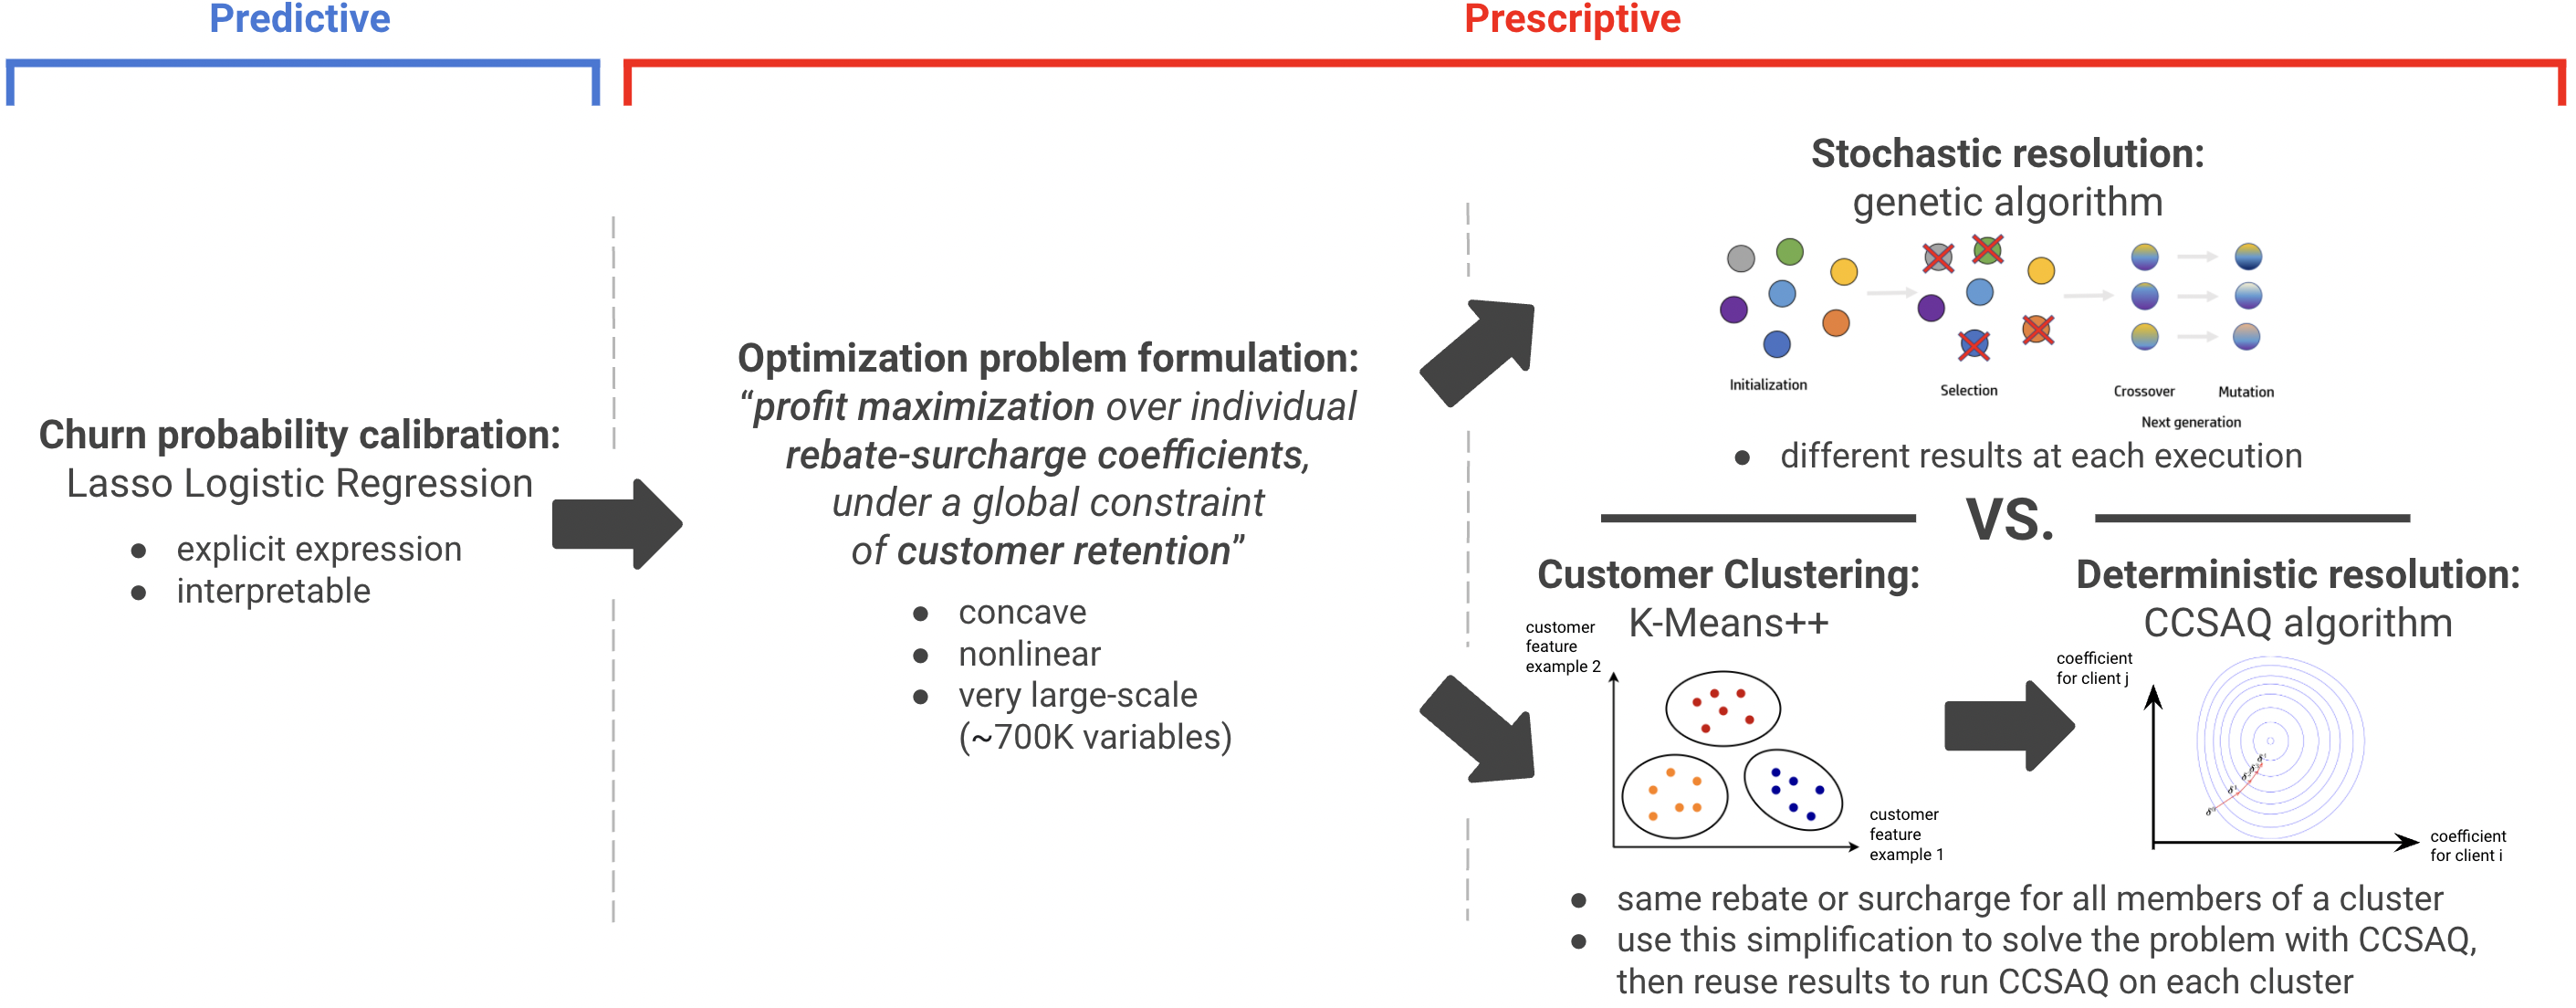 Predictive
Prescriptive
Churn probability calibration:
Lasso Logistic Regression
● explicit expression
● interpretable
Optimization problem formulation:
“profit maximization over individual
rebate-surcharge coefficients,
under a global constraint
of customer retention”
● concave
● nonlinear
● very large-scale
(~700K variables)
Stochastic resolution:
genetic algorithm
Initialization
Selection
Crossover
Mutation
Next generation
● different results at each execution
VS.
Customer Clustering:
K-Means++
customer
feature
example 2
customer
feature
example 1
Deterministic resolution:
CCSAQ algorithm
coefficient
for client j
δ⁰
δ¹
coefficient
for client i
● same rebate or surcharge for all members of a cluster
● use this simplification to solve the problem with CCSAQ,
then reuse results to run CCSAQ on each cluster